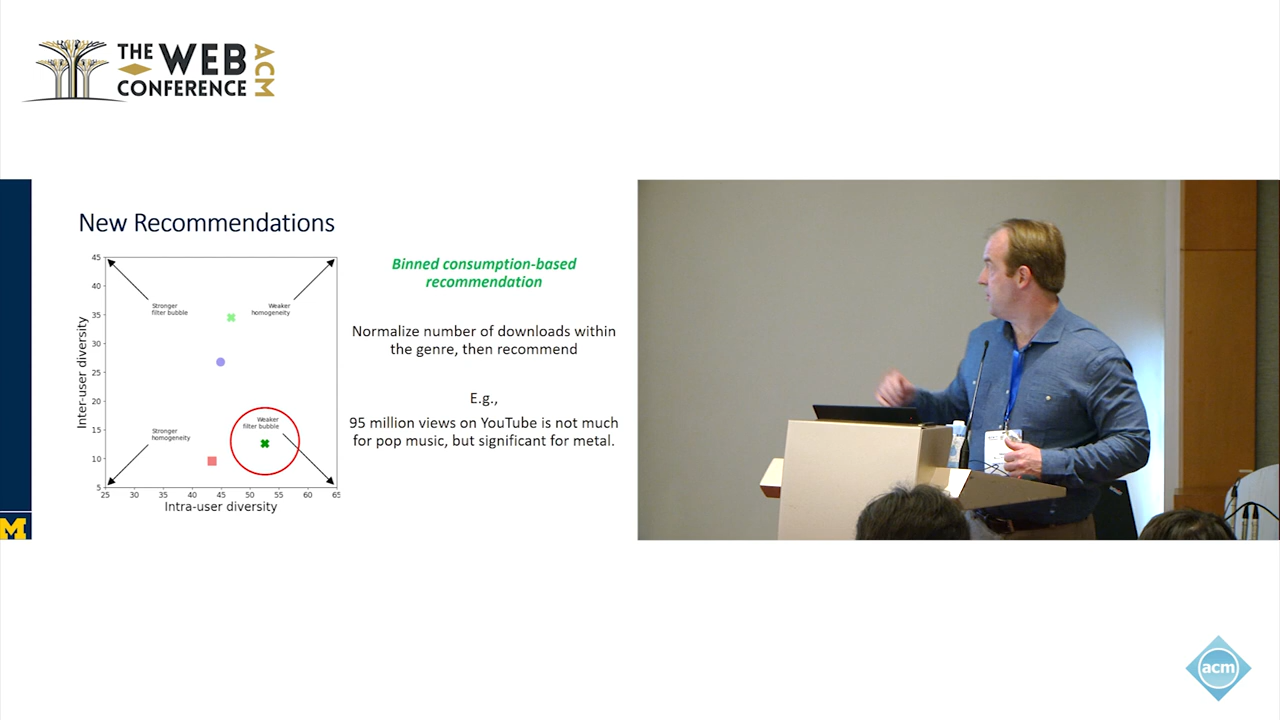 THE WEB
CONFERENCE
ACM
New Recommendations
45
40
35
30
25
20
15
10
5
25 30 35 40 45 50 55 60 65
Inter-user diversity
Intra-user diversity
Stronger
filter bubble
Weaker
homogeneity
Stronger
homogeneity
Weaker
filter bubble
Binned consumption-based
recommendation
Normalize number of downloads within
the genre, then recommend
E.g.,
95 million views on YouTube is not much
for pop music, but significant for metal.
M
acm